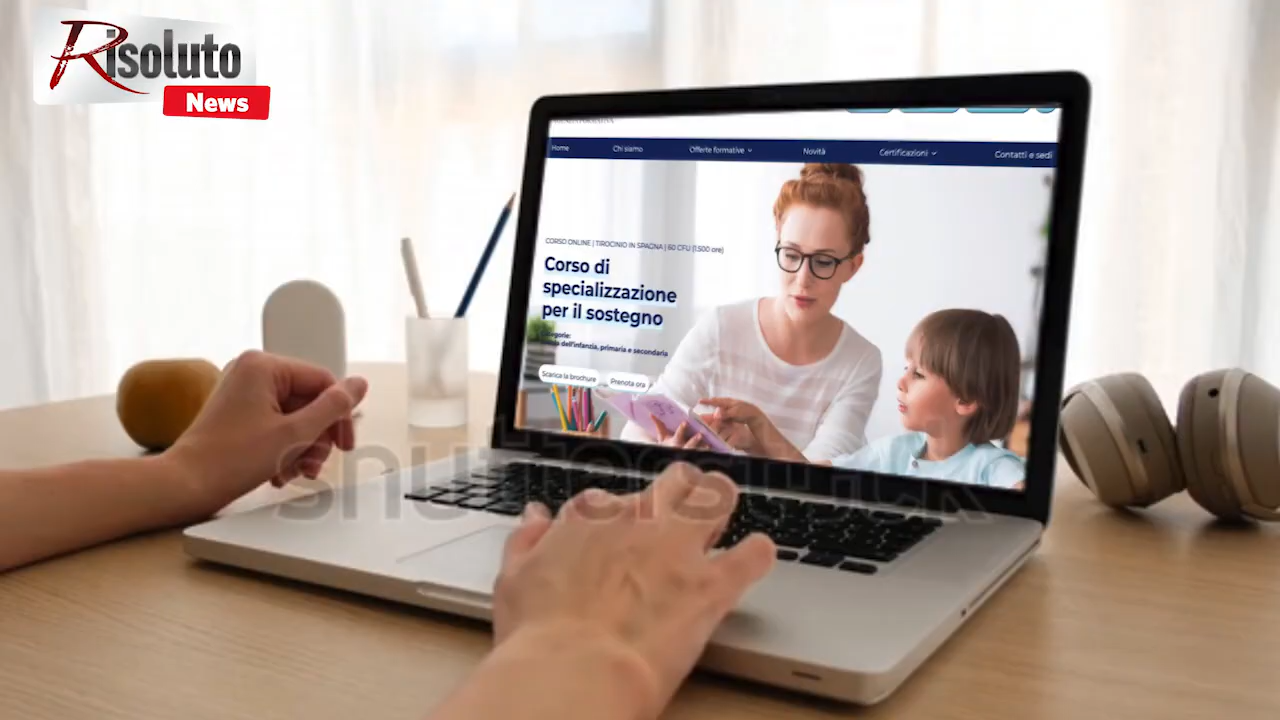 Risoluto
News
Home
Chi siamo
Offerte formative
Novità
Certificazioni
Contatti e sedi
CORSO ONLINE | TIROCINIO IN SPAGNA | 60 CFU (1.500 ore)
Corso di
specializzazione
per il sostegno
dell'infanzia, primaria e secondaria
Scarica la brochure
Prenota ora
shutterstock